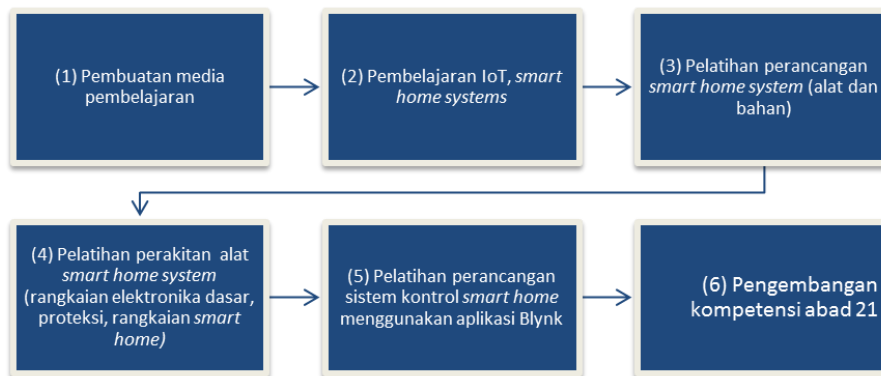 (1) Pembuatan media
pembelajaran
(2) Pembelajaran IoT, smart
home systems
(3) Pelatihan perancangan
smart home system (alat dan
bahan)
(4) Pelatihan perakitan alat
smart home system
(rangkaian elektronika dasar,
proteksi, rangkaian smart
home)
(5) Pelatihan perancangan
sistem kontrol smart home
menggunakan aplikasi Blynk
(6) Pengembangan
kompetensi abad 21